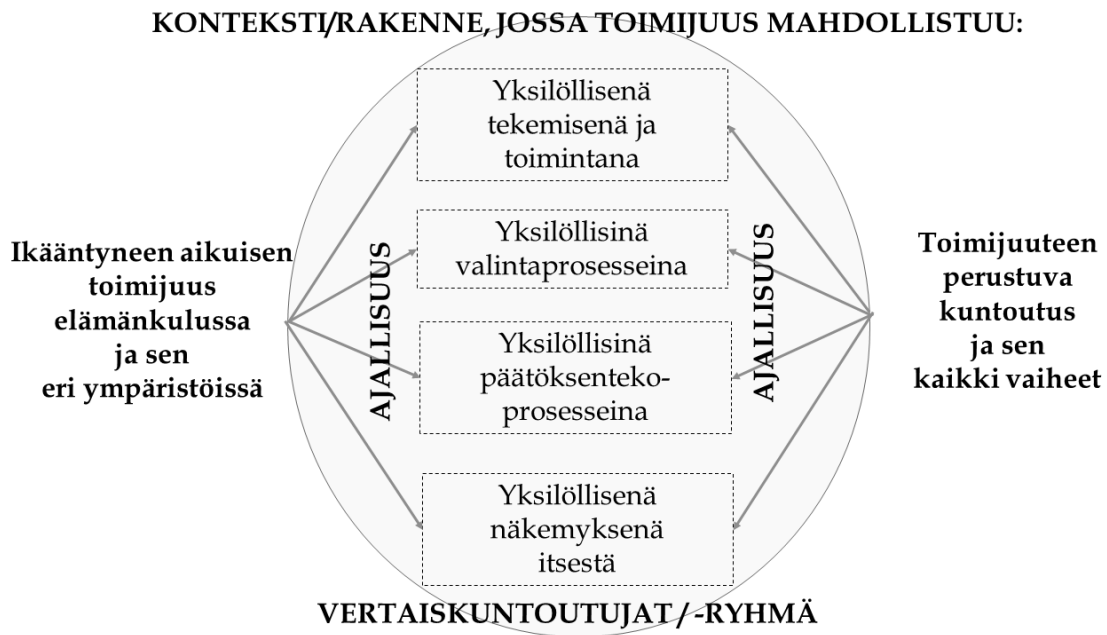 KONTEKSTI/RAKENNE, JOSSA TOIMIJUUS MAHDOLLISTUU:
Ikääntyneen aikuisen
toimijuus
elämänkulussa
ja sen
eri ympäristöissä
AJALLISUUS
Yksilöllisenä
tekemisenä ja
toimintana
Yksilöllisinä
valintaprosesseina
Yksilöllisinä
päätöksenteko-
prosesseina
Yksilöllisenä
näkemyksenä
itsestä
AJALLISUUS
Toimijuuteen
perustuva
kuntoutus
ja sen
kaikki vaiheet
VERTAISKUNTOUTUJAT / -RYHMÄ